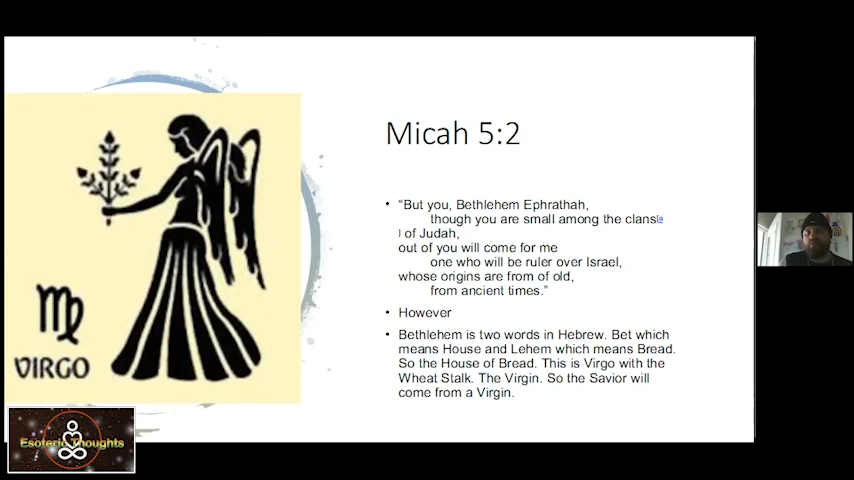 Micah 5:2
• “But you, Bethlehem Ephrathah,
though you are small among the clans[a
] of Judah,
out of you will come for me
one who will be ruler over Israel,
whose origins are from of old,
from ancient times.”
• However
• Bethlehem is two words in Hebrew. Bet which
means House and Lehem which means Bread.
So the House of Bread. This is Virgo with the
Wheat Stalk. The Virgin. So the Savior will
come from a Virgin.
♍
VIRGO
Esoteric Thoughts